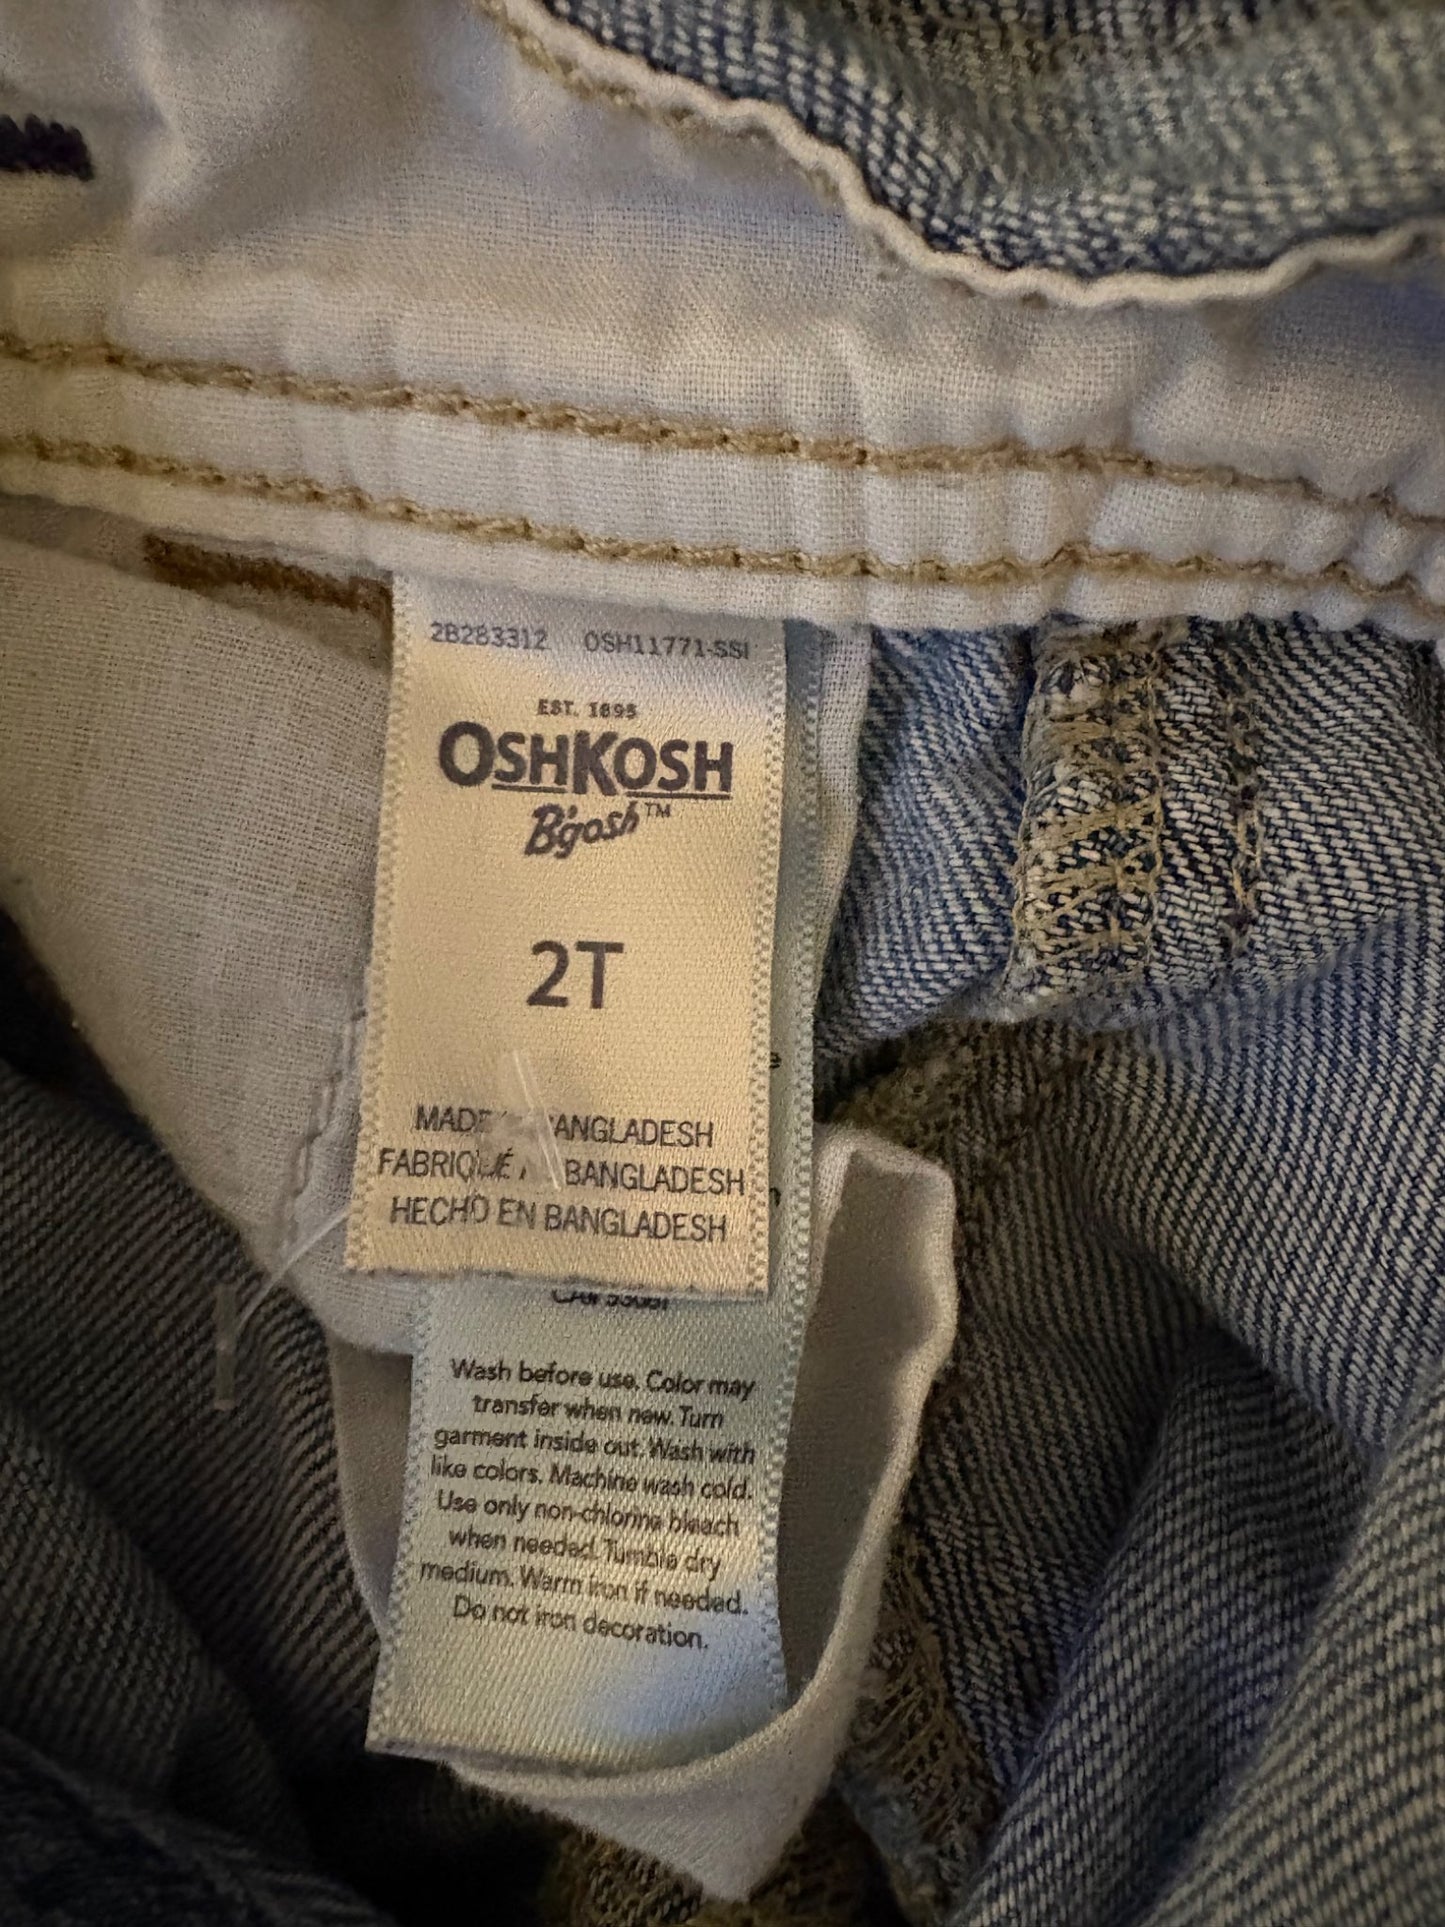 2B283312 OSH11771-SSI
EST. 1895
OSHKOSH
B'gosh™
2T
MADE BANGLADESH
FABRIQUÉ BANGLADESH
HECHO EN BANGLADESH
Wash before use. Color may
transfer when new. Turn
garment inside out. Wash with
like colors. Machine wash cold.
Use only non-chlorine bleach
when needed. Tumble dry
medium. Warm iron if needed.
Do not iron decoration.